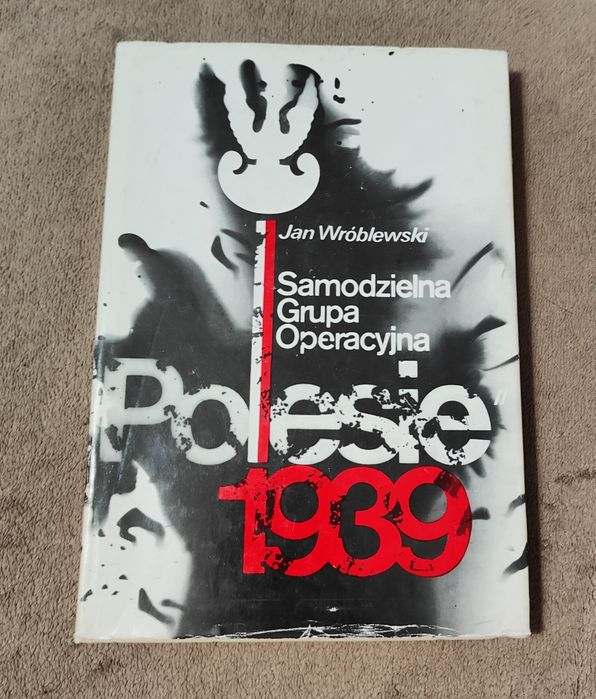 Jan Wróblewski
Samodzielna
Grupa
Operacyjna
Polesie"
1939